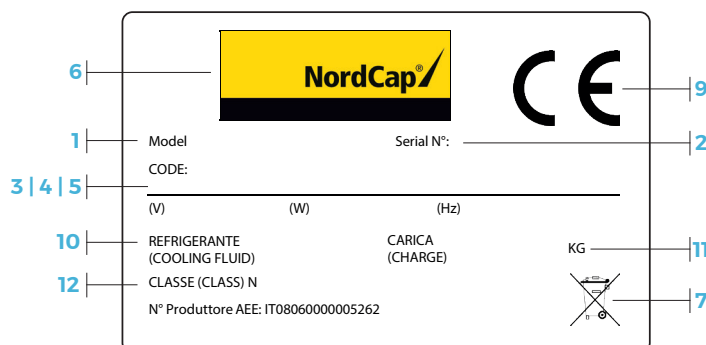 6
NordCap®
CE
9
1
Model
Serial N°:
2
CODE:
3 | 4 | 5
(V) (W) (Hz)
10
REFRIGERANTE
(COOLING FLUID)
CARICA
(CHARGE)
KG
11
12
CLASSE (CLASS) N
N° Produttore AEE: IT08060000005262
7